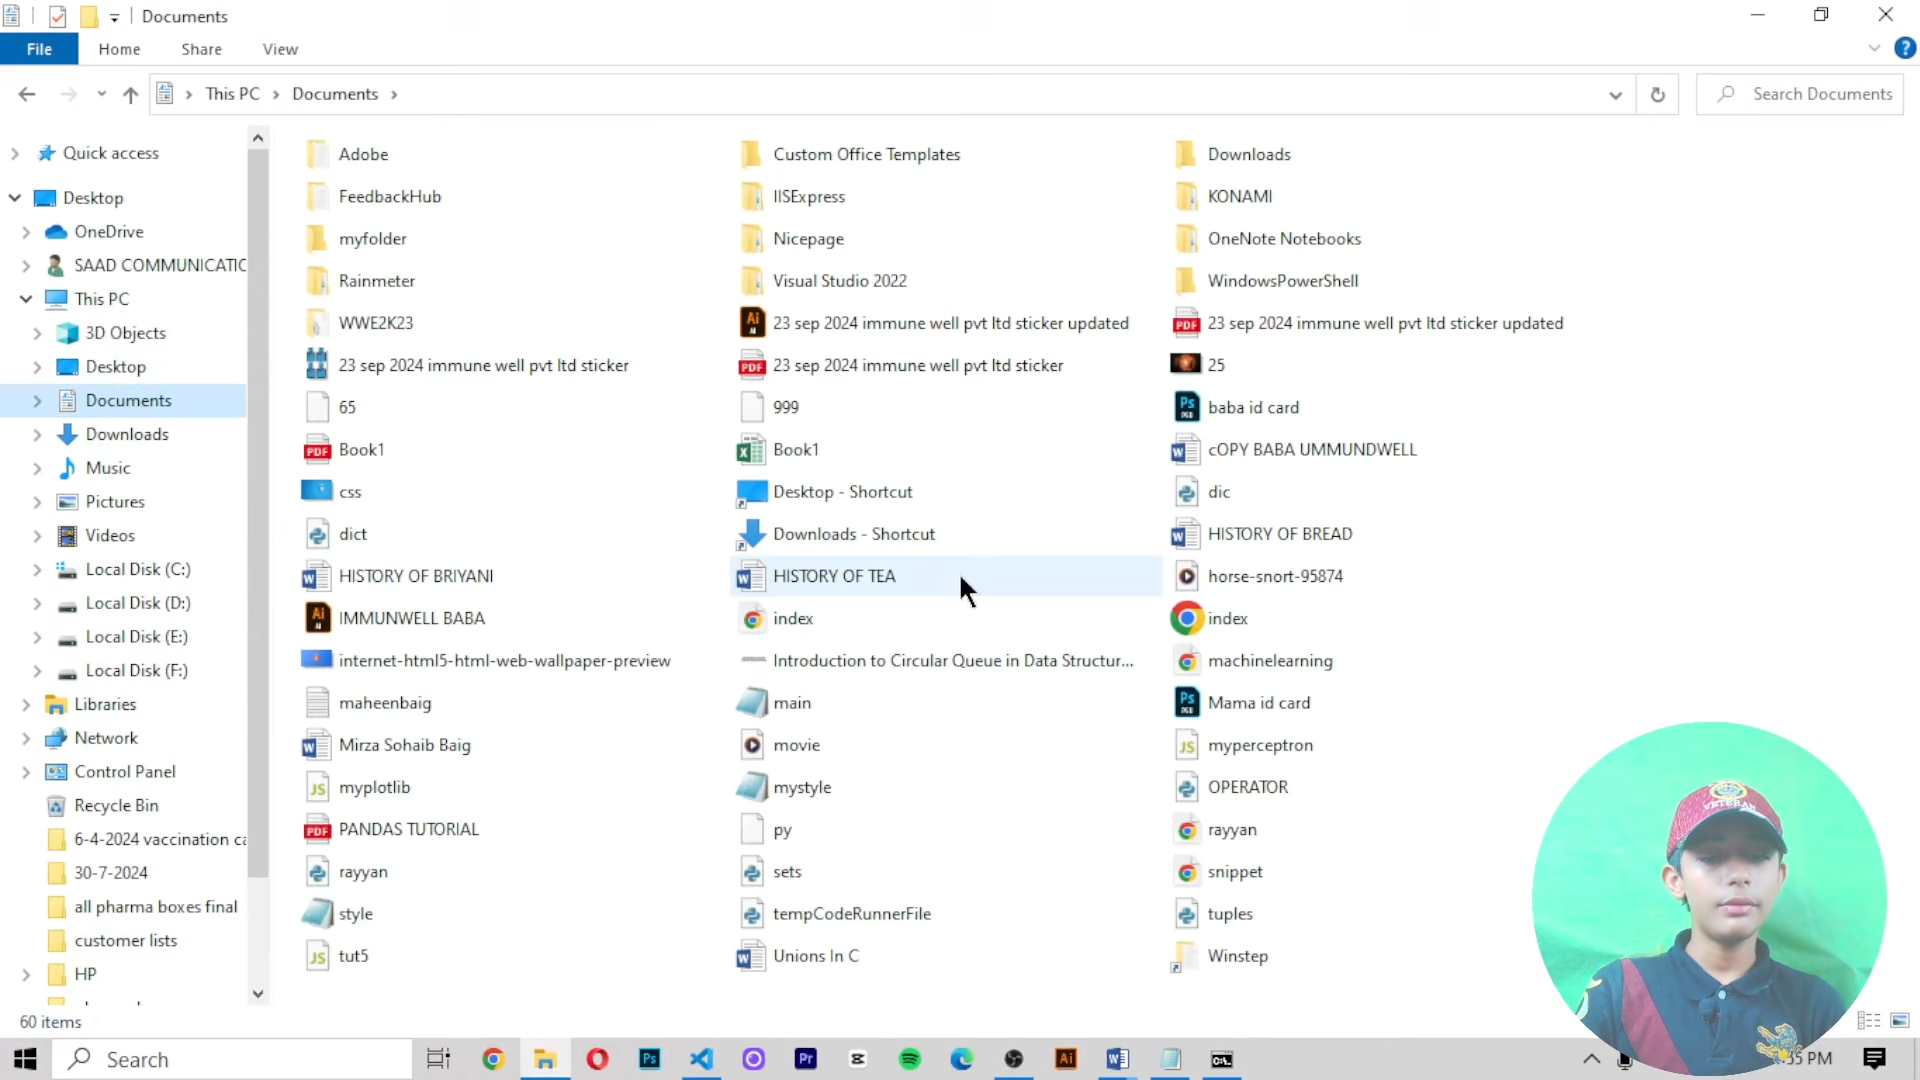 Documents
File Home Share View
This PC Documents
Search Documents
Quick access
Desktop
OneDrive
SAAD COMMUNICATIC
This PC
3D Objects
Desktop
Documents
Downloads
Music
Pictures
Videos
Local Disk (C:)
Local Disk (D:)
Local Disk (E:)
Local Disk (F:)
Libraries
Network
Control Panel
Recycle Bin
6-4-2024 vaccination ca
30-7-2024
all pharma boxes final
customer lists
HP
Adobe Custom Office Templates Downloads
FeedbackHub IISExpress KONAMI
myfolder Nicepage OneNote Notebooks
Rainmeter Visual Studio 2022 WindowsPowerShell
WWE2K23 23 sep 2024 immune well pvt ltd sticker updated 23 sep 2024 immune well pvt ltd sticker updated
23 sep 2024 immune well pvt ltd sticker 23 sep 2024 immune well pvt ltd sticker 25
65 999 baba id card
Book1 Book1 cOPY BABA UMMUNDWELL
css Desktop - Shortcut dic
dict Downloads - Shortcut HISTORY OF BREAD
HISTORY OF BRIYANI HISTORY OF TEA horse-snort-95874
IMMUNWELL BABA index index
internet-html5-html-web-wallpaper-preview Introduction to Circular Queue in Data Structur... machinelearning
maheenbaig main Mama id card
Mirza Sohaib Baig movie myperceptron
myplotlib mystyle OPERATOR
PANDAS TUTORIAL py rayyan
rayyan sets snippet
style tempCodeRunnerFile tuples
tut5 Unions In C Winstep
VETERAN
60 items
Search
:35 PM